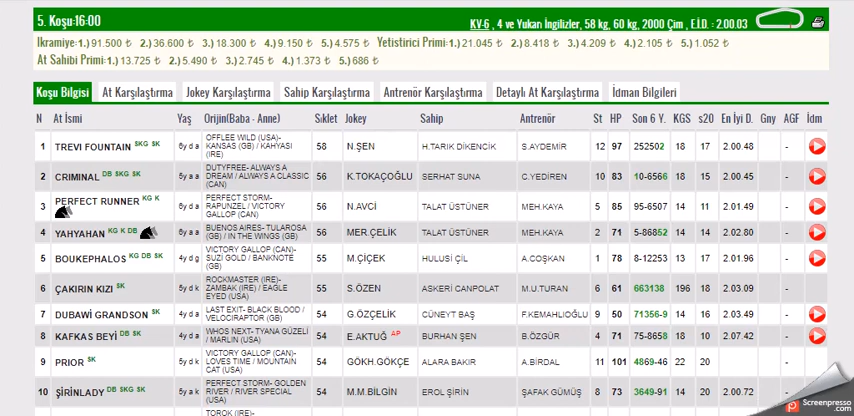 5. Koşu:16:00 KV-6 , 4 ve Yukarı İngilizler, 58 kg, 60 kg, 2000 Çim , E.İ.D. : 2.00.03
İkramiye:1.) 91.500 ₺ 2.) 36.600 ₺ 3.) 18.300 ₺ 4.) 9.150 ₺ 5.) 4.575 ₺ Yetistirici Primi:1.) 21.045 ₺ 2.) 8.418 ₺ 3.) 4.209 ₺ 4.) 2.105 ₺ 5.) 1.052 ₺
At Sahibi Primi:1.) 13.725 ₺ 2.) 5.490 ₺ 3.) 2.745 ₺ 4.) 1.373 ₺ 5.) 686 ₺
Koşu Bilgisi At Karşılaştırma Jokey Karşılaştırma Sahip Karşılaştırma Antrenör Karşılaştırma Detaylı At Karşılaştırma İdman Bilgileri
N At İsmi Yaş Orijin(Baba - Anne) Sıklet Jokey Sahip Antrenör St HP Son 6 Y. KGS s20 En İyi D. Gny AGF İdm
OFFLEE WILD (USA)-
1 TREVI FOUNTAIN SKG SK 5y d a KANSAS (GB) / KAHYASI 58 N.ŞEN H.TARIK DİKENCİK S.AYDEMİR 12 97 252502 18 17 2.00.48 -
(IRE)
DUTYFREE- ALWAYS A
2 CRIMINAL DB SKG SK 5y a a DREAM / ALWAYS A CLASSIC 56 K.TOKAÇOĞLU SERHAT SUNA C.YEDİREN 10 83 10-6566 18 15 2.00.45 -
(CAN)
PERFECT STORM-
3 PERFECT RUNNER KG K 5y d a RAPUNZEL / VICTORY 56 N.AVCİ TALAT ÜSTÜNER MEH.KAYA 5 85 95-6507 14 11 2.01.49 -
GALLOP (CAN)
4 YAHYAHAN KG K DB 6y a a BUENOS AIRES- TULAROSA (GB) / IN THE WINGS (GB) 56 MER.ÇELİK TALAT ÜSTÜNER MEH.KAYA 2 71 5-86852 14 14 2.02.80 -
VICTORY GALLOP (CAN)-
5 BOUKEPHALOS KG DB SK 4y d g SUZI GOLD / BANKNOTE 55 M.ÇİÇEK HULUSİ ÇİL A.COŞKAN 1 78 8-12253 13 17 2.01.96 -
(GB)
ROCKMASTER (IRE)-
6 ÇAKIRIN KIZI SK 5y d k ZAMBAK (IRE) / EAGLE 55 S.ÖZEN ASKERİ CANPOLAT M.U.TURAN 6 61 663138 196 18 2.03.09 -
EYED (USA)
7 DUBAWİ GRANDSON SK 4y d a LAST EXIT- BLACK BLOOD / VELOCIRAPTOR (GB) 54 G.ÖZÇELİK CÜNEYT BAŞ F.KEMAHLIOĞLU 9 50 71356-9 14 16 2.03.49 -
8 KAFKAS BEYİ DB SK 4y d a WHOS NEXT- TYANA GÜZELİ / MARLIN (USA) 54 E.AKTUĞ AP BURHAN ŞEN B.ÖZGÜR 4 71 75-8658 18 10 2.07.42 -
VICTORY GALLOP (CAN)-
9 PRIOR SK 5y d k LOVES TIME / MOUNTAIN 54 GÖKH.GÖKÇE ALARA BAKIR A.BİRDAL 11 101 4869-46 22 20 -
CAT (USA)
PERFECT STORM- GOLDEN
10 ŞİRİNLADY DB SKG SK 5y a k RIVER / RIVER SPECIAL 54 M.M.BİLGİN EROL ŞİRİN ŞAFAK GÜMÜŞ 8 73 3649-91 14 20 2.00.72 -
(USA)
TOROK (IRE)-
Screenpresso
.com